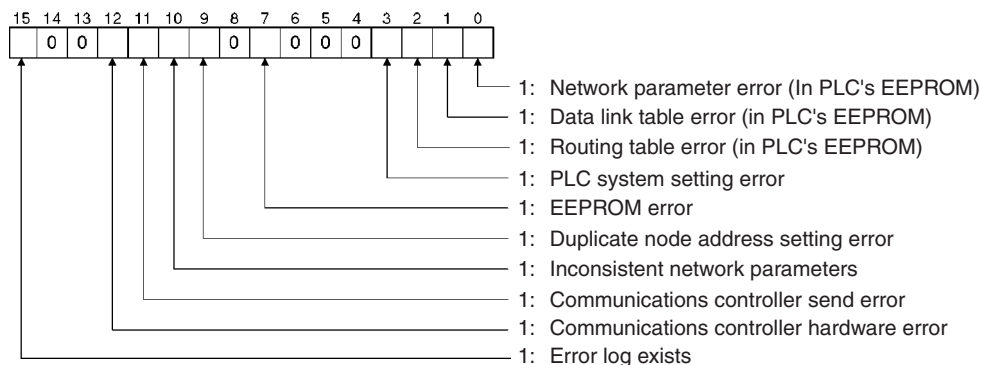 15 14 13 12 11 10 9 8 7 6 5 4 3 2 1 0
0 0 0 0 0 0
1: Network parameter error (In PLC's EEPROM)
1: Data link table error (in PLC's EEPROM)
1: Routing table error (in PLC's EEPROM)
1: PLC system setting error
1: EEPROM error
1: Duplicate node address setting error
1: Inconsistent network parameters
1: Communications controller send error
1: Communications controller hardware error
1: Error log exists